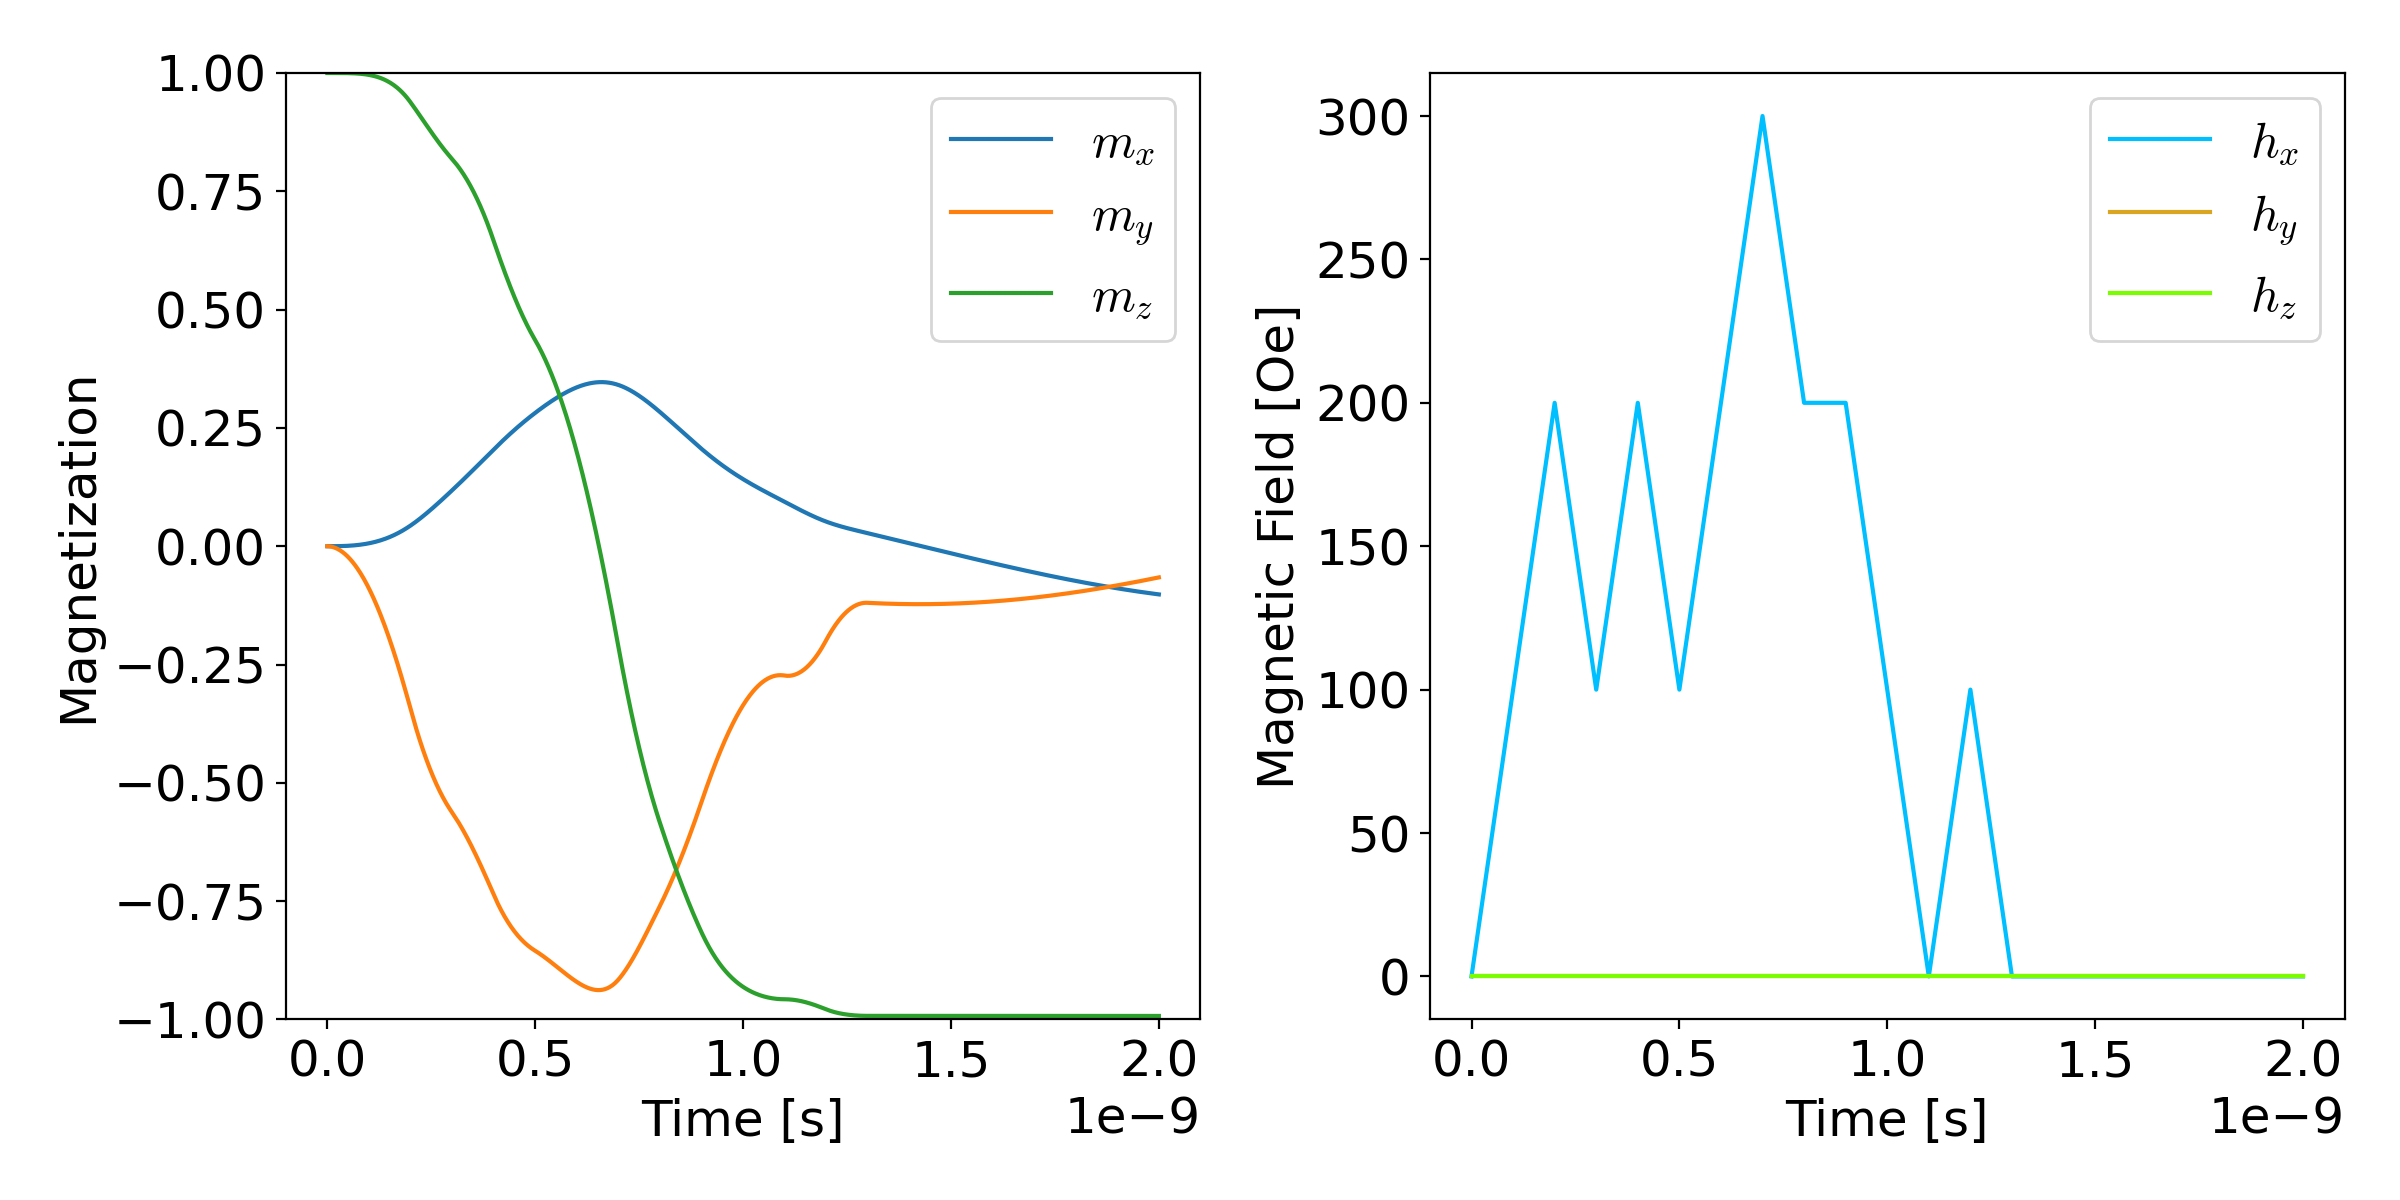 Magnetization
1.00
0.75
0.50
0.25
0.00
−0.25
−0.50
−0.75
−1.00
0.0 0.5 1.0 1.5 2.0
Time [s]
1e−9
m_x
m_y
m_z
Magnetic Field [Oe]
300
250
200
150
100
50
0
0.0 0.5 1.0 1.5 2.0
Time [s]
1e−9
h_x
h_y
h_z